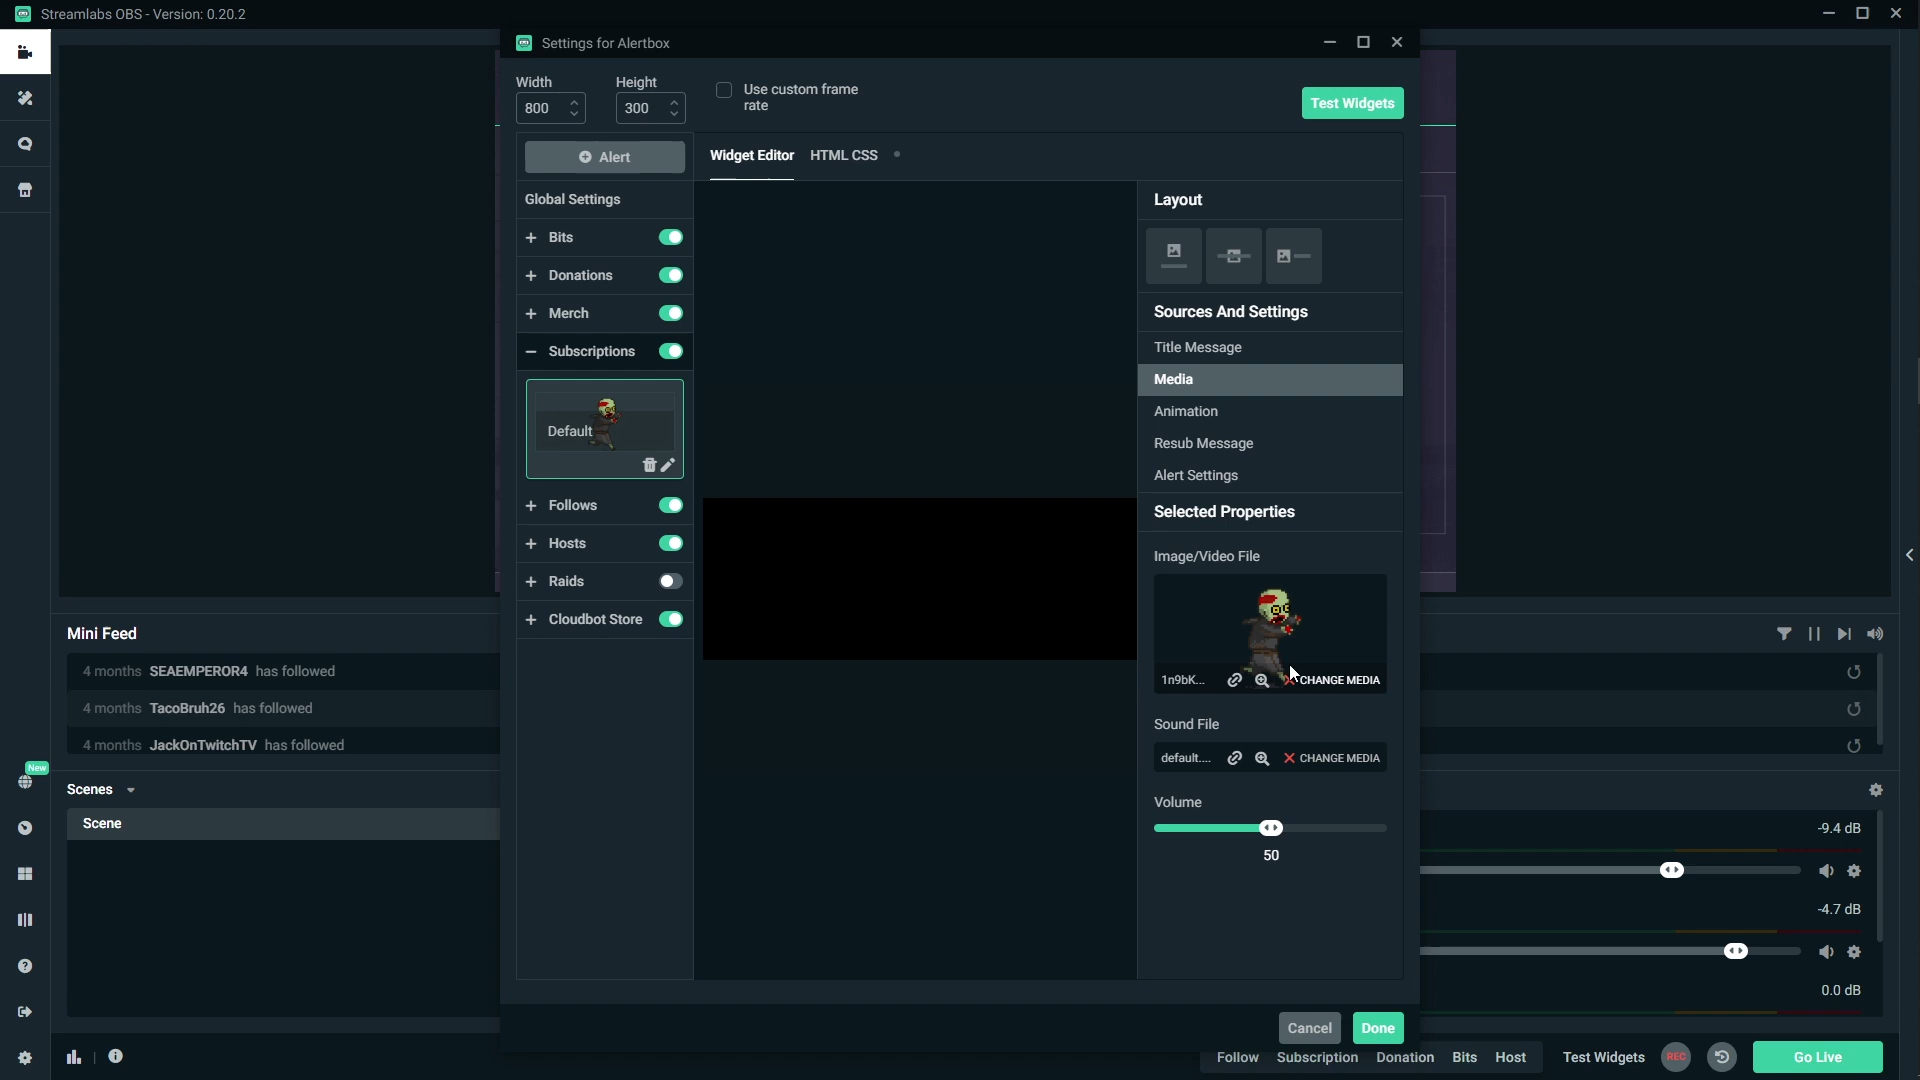 Streamlabs OBS - Version: 0.20.2
Settings for Alertbox
Width
Height
800
300
Use custom frame
rate
Test Widgets
Alert
Widget Editor
HTML CSS
Global Settings
Bits
Donations
Merch
Subscriptions
Default
Follows
Hosts
Raids
Cloudbot Store
Layout
Sources And Settings
Title Message
Media
Animation
Resub Message
Alert Settings
Selected Properties
Image/Video File
1n9bK...
CHANGE MEDIA
Sound File
default....
CHANGE MEDIA
Volume
50
Cancel
Done
Mini Feed
4 months SEAEMPEROR4 has followed
4 months TacoBruh26 has followed
4 months JackOnTwitchTV has followed
New
Scenes
Scene
-9.4 dB
-4.7 dB
0.0 dB
Follow Subscription Donation Bits Host
Test Widgets
REC
Go Live